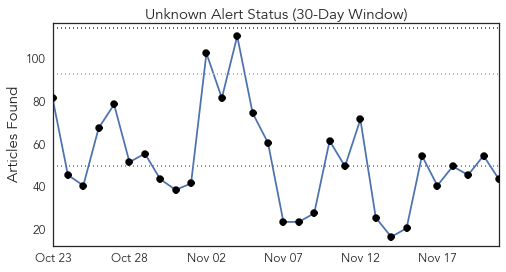 Unknown Alert Status (30-Day Window)
Articles Found
100
80
60
40
20
Oct 23 Oct 28 Nov 02 Nov 07 Nov 12 Nov 17